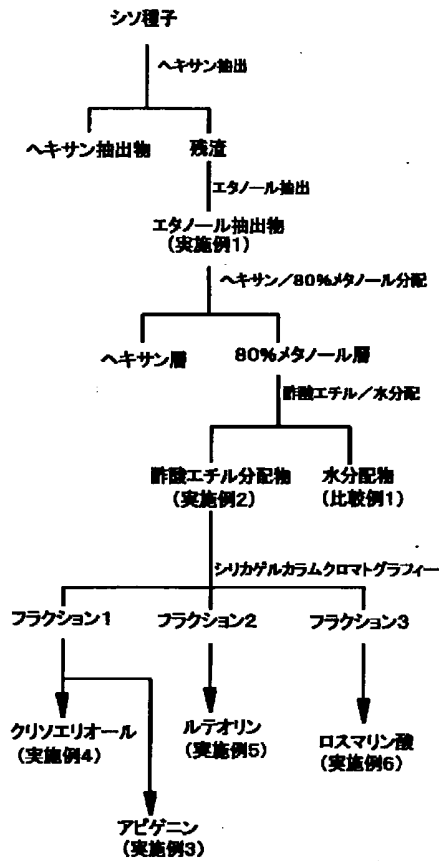 シソ種子
ヘキサン抽出
ヘキサン抽出物 残渣
エタノール抽出
エタノール抽出物
(実施例1)
ヘキサン/80%メタノール分配
ヘキサン層 80%メタノール層
酢酸エチル/水分配
酢酸エチル分配物 水分配物
(実施例2) (比較例1)
シリカゲルカラムクロマトグラフィー
フラクション1 フラクション2 フラクション3
クリソエリオール ルテオリン ロスマリン酸
(実施例4) (実施例5) (実施例6)
アピゲニン
(実施例3)